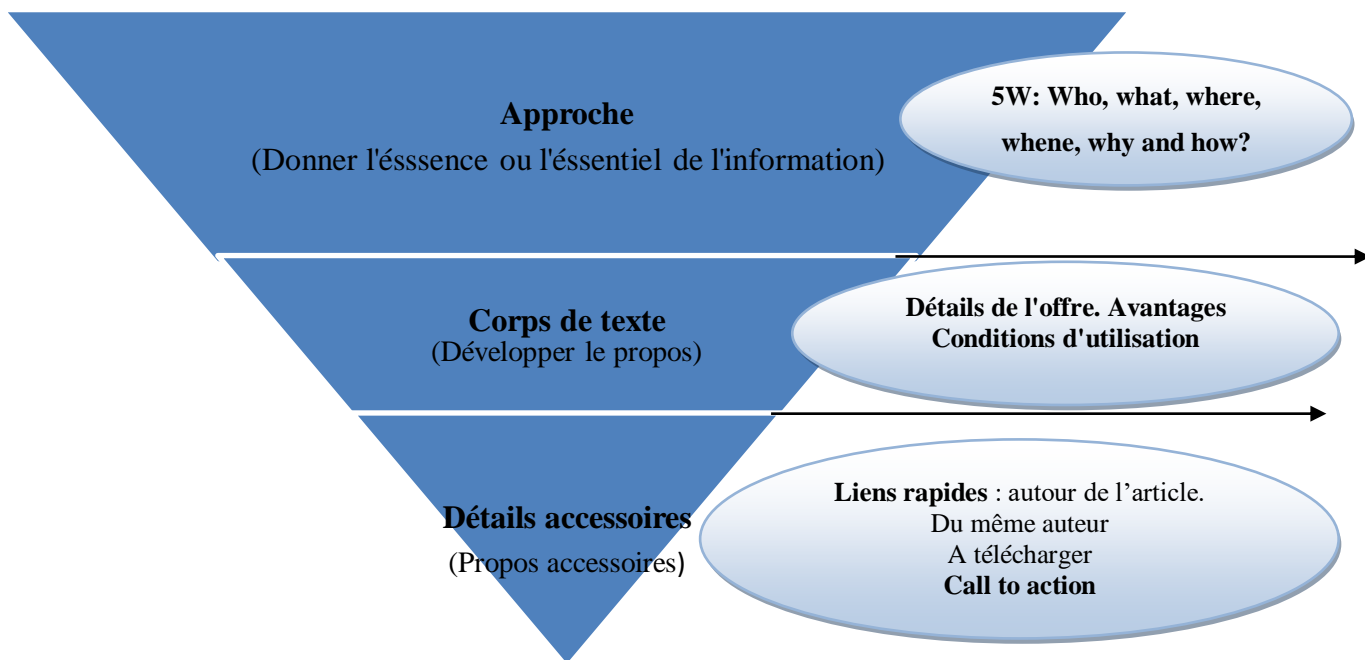 Approche
(Donner l'ésssence ou l'éssentiel de l'information)
5W: Who, what, where,
whene, why and how?
Corps de texte
(Développer le propos)
Détails de l'offre. Avantages
Conditions d'utilisation
Détails accessoires
(Propos accessoires)
Liens rapides : autour de l’article.
Du même auteur
A télécharger
Call to action